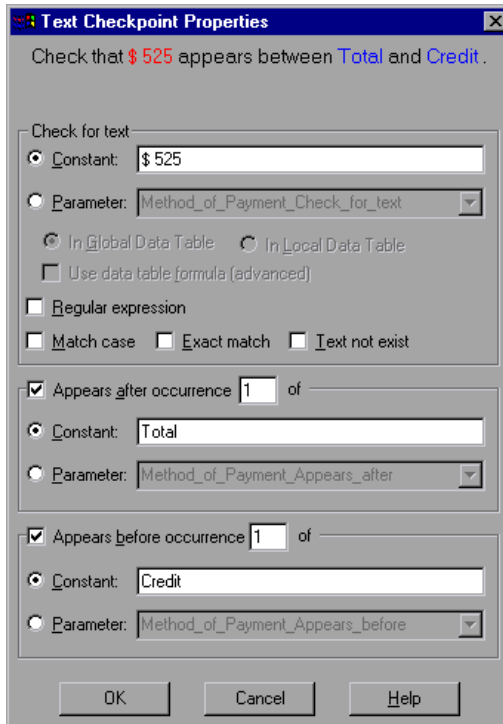 Text Checkpoint Properties
Check that $ 525 appears between Total and Credit .
Check for text
Constant: $ 525
Parameter: Method_of_Payment_Check_for_text
In Global Data Table In Local Data Table
Use data table formula (advanced)
Regular expression
Match case Exact match Text not exist
Appears after occurrence 1 of
Constant: Total
Parameter: Method_of_Payment_Appears_after
Appears before occurrence 1 of
Constant: Credit
Parameter: Method_of_Payment_Appears_before
OK Cancel Help